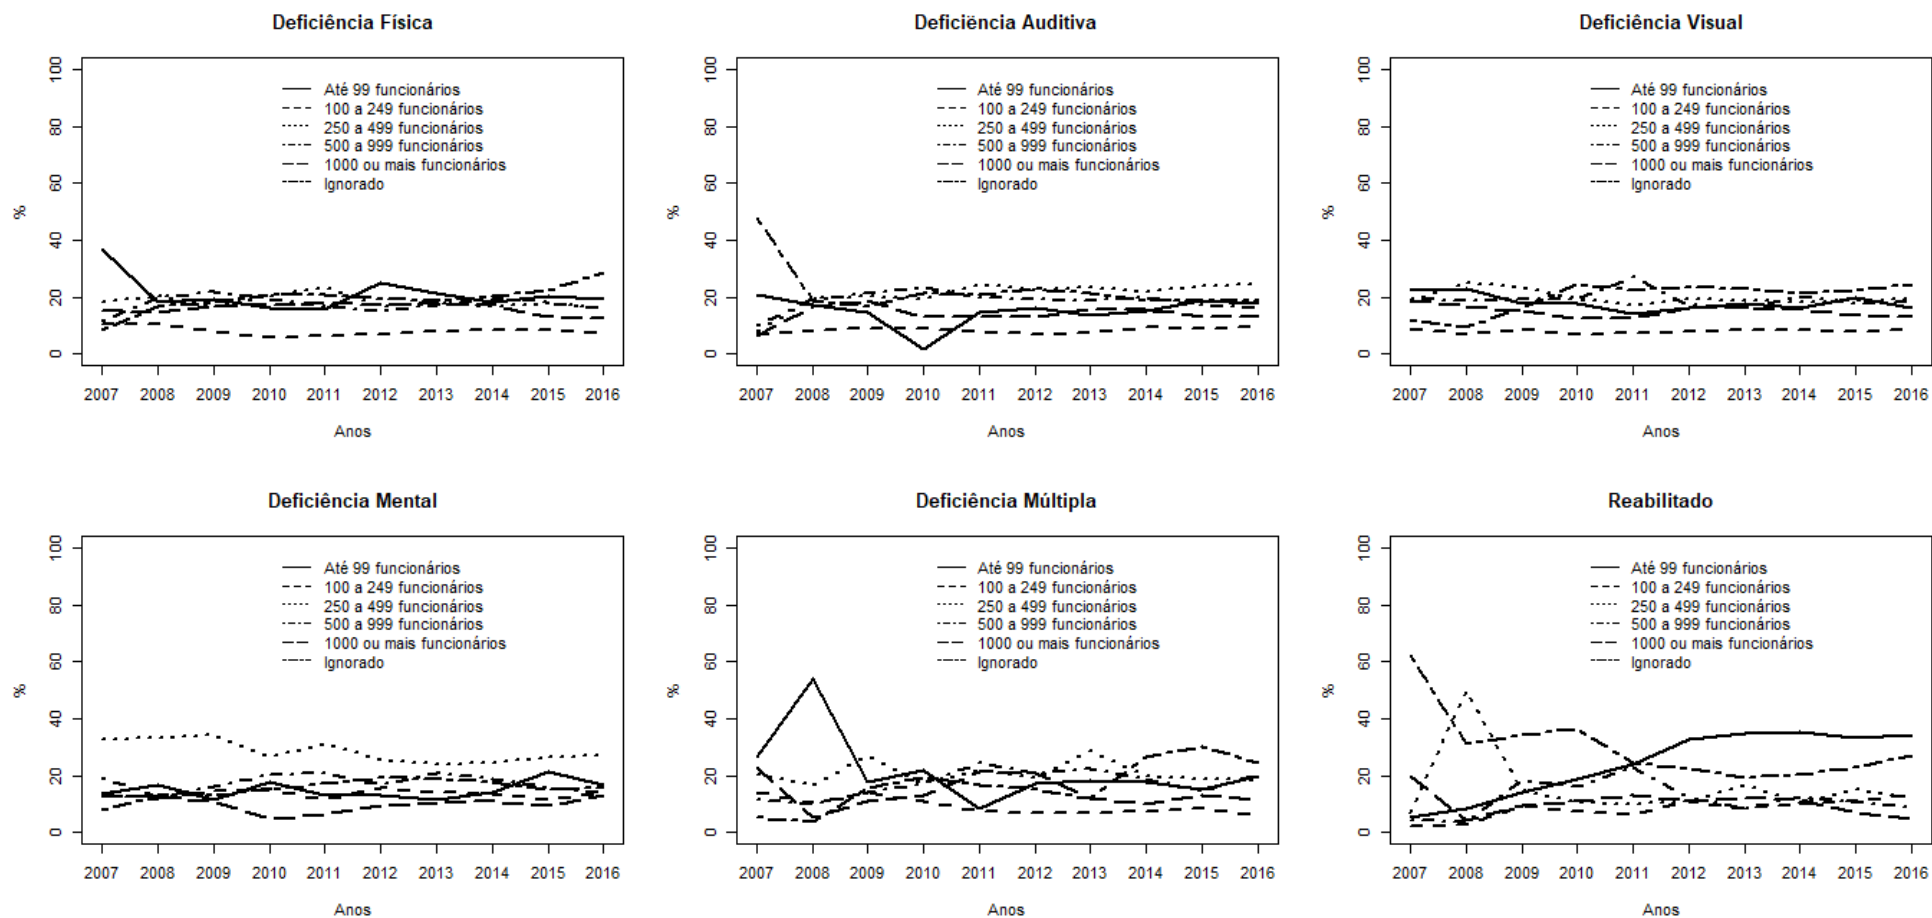 Deficiência Física
100
80
60
40
20
0
%
Até 99 funcionários
100 a 249 funcionários
250 a 499 funcionários
500 a 999 funcionários
1000 ou mais funcionários
Ignorado
2007 2008 2009 2010 2011 2012 2013 2014 2015 2016
Anos
Deficiência Auditiva
100
80
60
40
20
0
%
Até 99 funcionários
100 a 249 funcionários
250 a 499 funcionários
500 a 999 funcionários
1000 ou mais funcionários
Ignorado
2007 2008 2009 2010 2011 2012 2013 2014 2015 2016
Anos
Deficiência Visual
100
80
60
40
20
0
%
Até 99 funcionários
100 a 249 funcionários
250 a 499 funcionários
500 a 999 funcionários
1000 ou mais funcionários
Ignorado
2007 2008 2009 2010 2011 2012 2013 2014 2015 2016
Anos
Deficiência Mental
100
80
60
40
20
0
%
Até 99 funcionários
100 a 249 funcionários
250 a 499 funcionários
500 a 999 funcionários
1000 ou mais funcionários
Ignorado
2007 2008 2009 2010 2011 2012 2013 2014 2015 2016
Anos
Deficiência Múltipla
100
80
60
40
20
0
%
Até 99 funcionários
100 a 249 funcionários
250 a 499 funcionários
500 a 999 funcionários
1000 ou mais funcionários
Ignorado
2007 2008 2009 2010 2011 2012 2013 2014 2015 2016
Anos
Reabilitado
100
80
60
40
20
0
%
Até 99 funcionários
100 a 249 funcionários
250 a 499 funcionários
500 a 999 funcionários
1000 ou mais funcionários
Ignorado
2007 2008 2009 2010 2011 2012 2013 2014 2015 2016
Anos